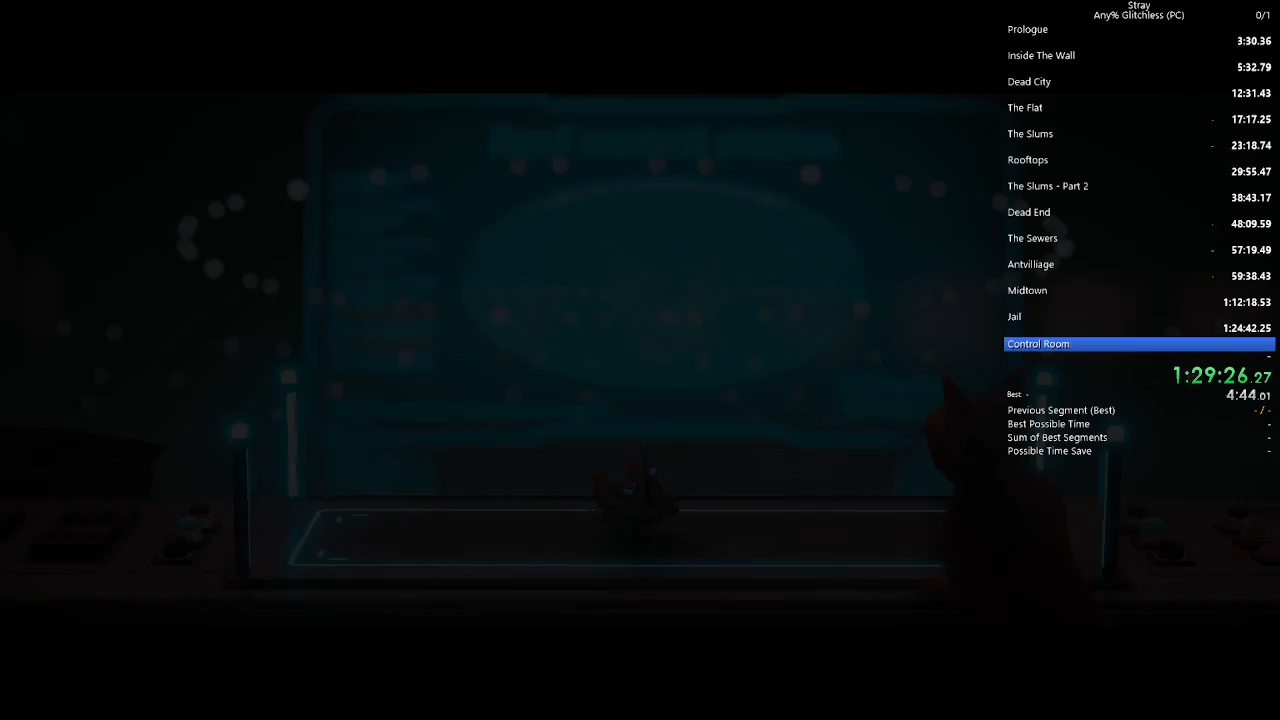 Stray
Any% Glitchless (PC) 0/1
Prologue
3:30.36
Inside The Wall
5:32.79
Dead City
12:31.43
The Flat
17:17.25
The Slums
23:18.74
Rooftops
29:55.47
The Slums - Part 2
38:43.17
Dead End
48:09.59
The Sewers
57:19.49
Antvilliage
59:38.43
Midtown
1:12:18.53
Jail
1:24:42.25
Control Room
-
1:29:26.27
Best: - 4:44.01
Previous Segment (Best) - / -
Best Possible Time -
Sum of Best Segments -
Possible Time Save -